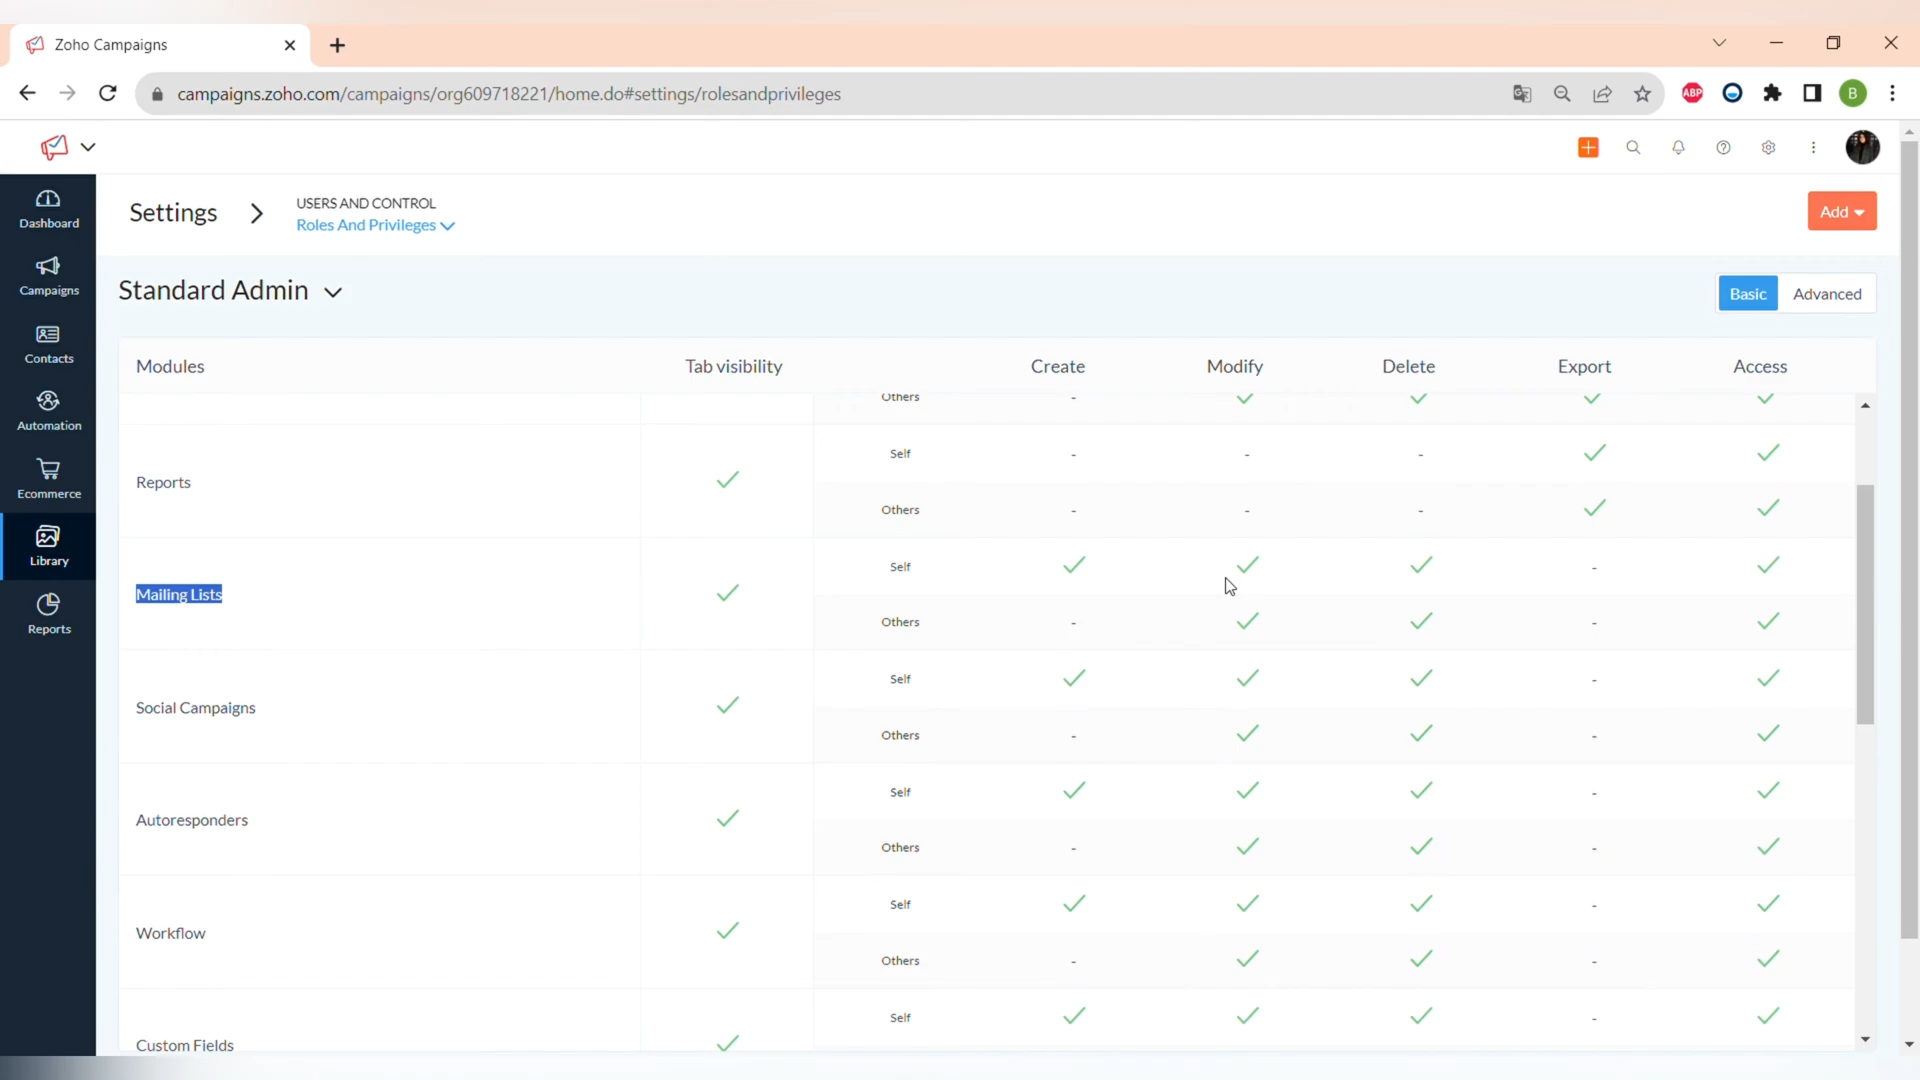 Zoho Campaigns
campaigns.zoho.com/campaigns/org609718221/home.do#settings/rolesandprivileges
ABP
B
Settings
USERS AND CONTROL
Roles And Privileges
Add
Dashboard
Campaigns
Contacts
Automation
Ecommerce
Library
Reports
Standard Admin
Basic Advanced
Modules Tab visibility Create Modify Delete Export Access
Others - 
Self - - -
Reports
Others - - -
Self -
Mailing Lists
Others - -
Self -
Social Campaigns
Others - -
Self -
Autoresponders
Others - -
Self -
Workflow
Others - -
Self -
Custom Fields